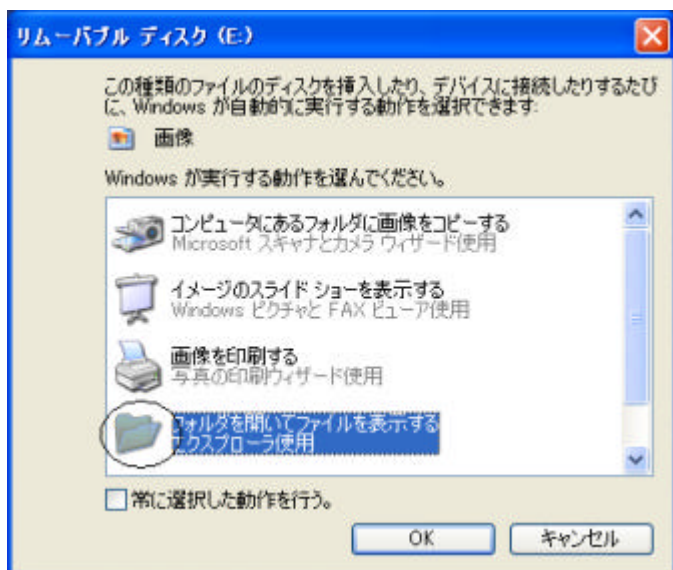 リムーバブル ディスク (E:)
この種類のファイルのディスクを挿入したり、デバイスに接続したりするたび
に、Windows が自動的に実行する動作を選択できます:
画像
Windows が実行する動作を選んでください。
コンピュータにあるフォルダに画像をコピーする
Microsoft スキャナとカメラ ウィザード使用
イメージのスライド ショーを表示する
Windows ピクチャと FAX ビューア使用
画像を印刷する
写真の印刷ウィザード使用
フォルダを開いてファイルを表示する
エクスプローラ使用
常に選択した動作を行う。
OK
キャンセル